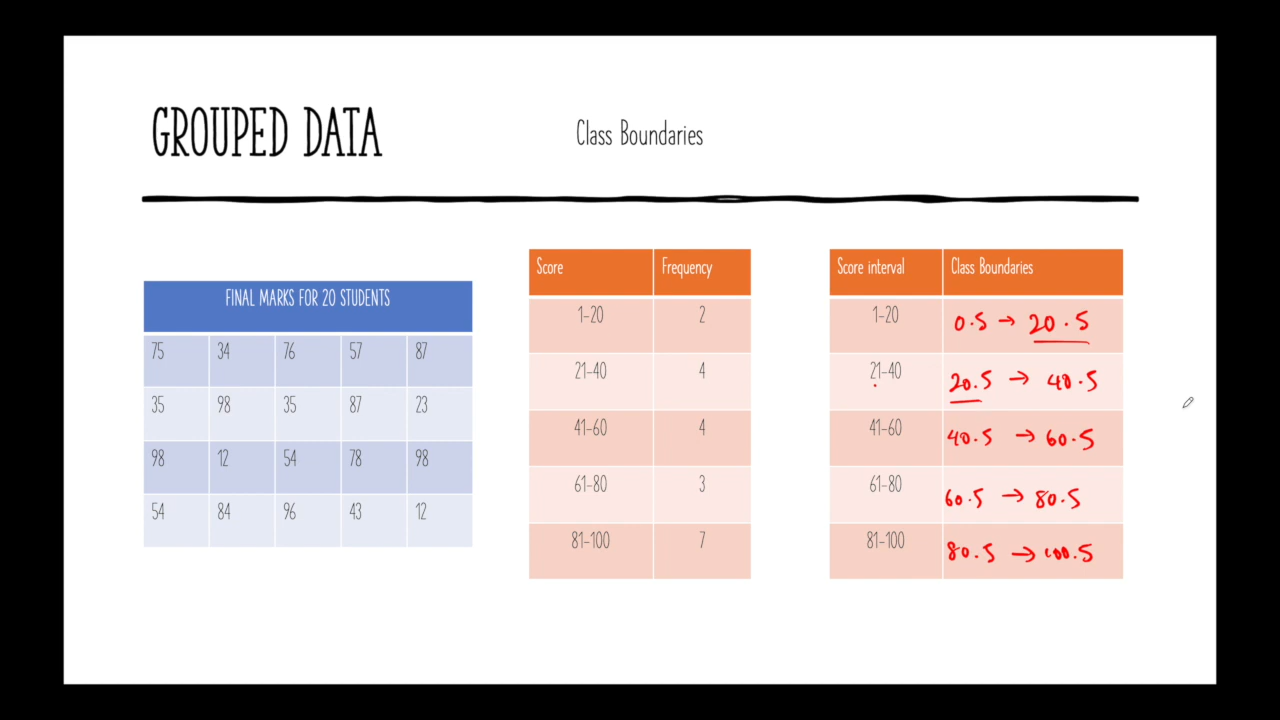 GROUPED DATA
Class Boundaries
FINAL MARKS FOR 20 STUDENTS
75 34 76 57 87
35 98 35 87 23
98 12 54 78 98
54 84 96 43 12
Score Frequency
1-20 2
21-40 4
41-60 4
61-80 3
81-100 7
Score interval Class Boundaries
1-20 0.5 → 20.5
21-40 20.5 → 40.5
41-60 40.5 → 60.5
61-80 60.5 → 80.5
81-100 80.5 → 100.5